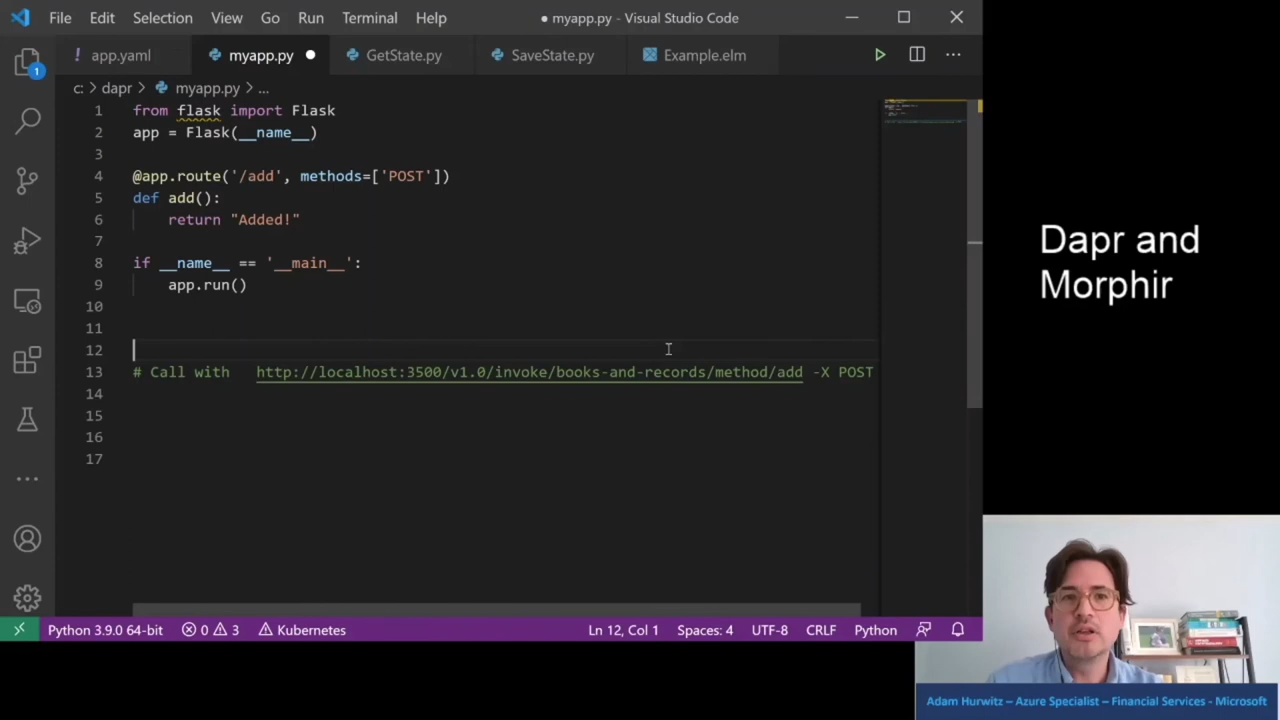 File Edit Selection View Go Run Terminal Help
● myapp.py - Visual Studio Code
! app.yaml
myapp.py ●
GetState.py
SaveState.py
Example.elm
1
c: > dapr > myapp.py > ...
1 from flask import Flask
2 app = Flask(__name__)
3
4 @app.route('/add', methods=['POST'])
5 def add():
6 return "Added!"
7
8 if __name__ == '__main__':
9 app.run()
10
11
12
13 # Call with http://localhost:3500/v1.0/invoke/books-and-records/method/add -X POST
14
15
16
17
Python 3.9.0 64-bit 0 3 Kubernetes
Ln 12, Col 1 Spaces: 4 UTF-8 CRLF Python
Dapr and
Morphir
Adam Hurwitz – Azure Specialist – Financial Services - Microsoft